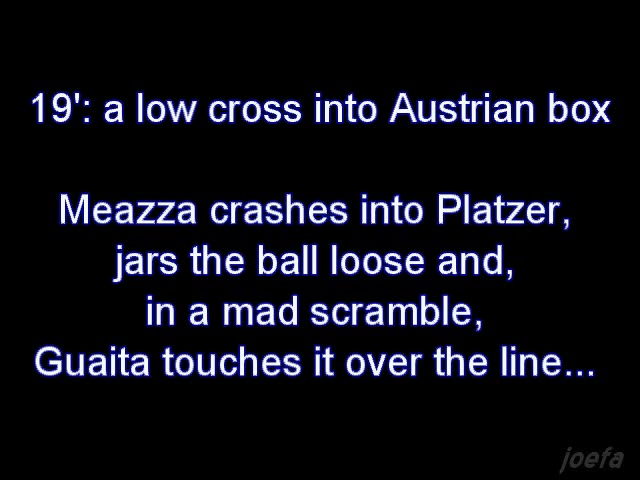 19': a low cross into Austrian box
Meazza crashes into Platzer,
jars the ball loose and,
in a mad scramble,
Guaita touches it over the line...
joefa